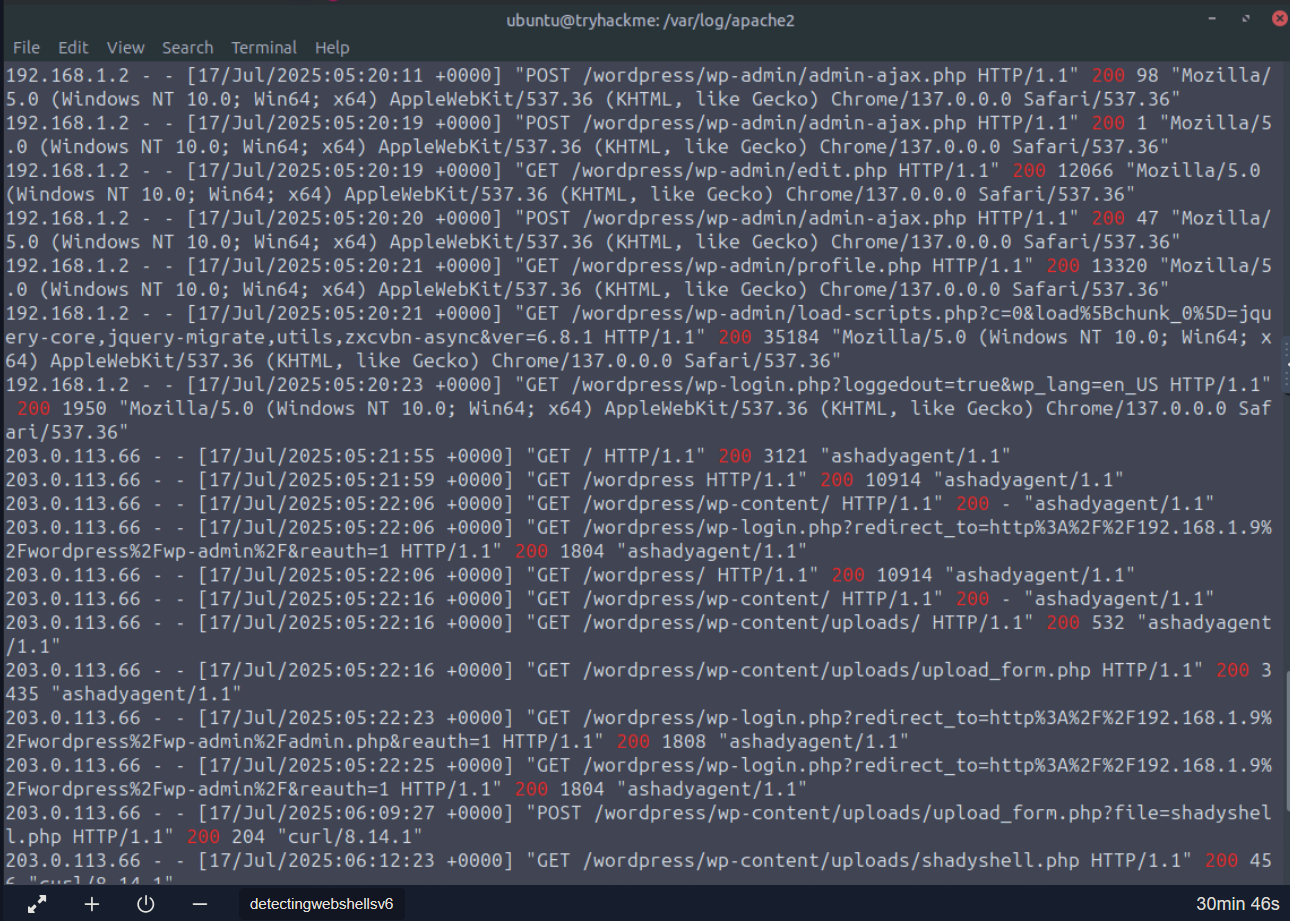 ubuntu@tryhackme: /var/log/apache2
File Edit View Search Terminal Help
192.168.1.2 - - [17/Jul/2025:05:20:11 +0000] "POST /wordpress/wp-admin/admin-ajax.php HTTP/1.1" 200 98 "Mozilla/
5.0 (Windows NT 10.0; Win64; x64) AppleWebKit/537.36 (KHTML, like Gecko) Chrome/137.0.0.0 Safari/537.36"
192.168.1.2 - - [17/Jul/2025:05:20:19 +0000] "POST /wordpress/wp-admin/admin-ajax.php HTTP/1.1" 200 1 "Mozilla/5
.0 (Windows NT 10.0; Win64; x64) AppleWebKit/537.36 (KHTML, like Gecko) Chrome/137.0.0.0 Safari/537.36"
192.168.1.2 - - [17/Jul/2025:05:20:19 +0000] "GET /wordpress/wp-admin/edit.php HTTP/1.1" 200 12066 "Mozilla/5.0
(Windows NT 10.0; Win64; x64) AppleWebKit/537.36 (KHTML, like Gecko) Chrome/137.0.0.0 Safari/537.36"
192.168.1.2 - - [17/Jul/2025:05:20:20 +0000] "POST /wordpress/wp-admin/admin-ajax.php HTTP/1.1" 200 47 "Mozilla/
5.0 (Windows NT 10.0; Win64; x64) AppleWebKit/537.36 (KHTML, like Gecko) Chrome/137.0.0.0 Safari/537.36"
192.168.1.2 - - [17/Jul/2025:05:20:21 +0000] "GET /wordpress/wp-admin/profile.php HTTP/1.1" 200 13320 "Mozilla/5
.0 (Windows NT 10.0; Win64; x64) AppleWebKit/537.36 (KHTML, like Gecko) Chrome/137.0.0.0 Safari/537.36"
192.168.1.2 - - [17/Jul/2025:05:20:21 +0000] "GET /wordpress/wp-admin/load-scripts.php?c=0&load%5Bchunk_0%5D=jqu
ery-core,jquery-migrate,utils,zxcvbn-async&ver=6.8.1 HTTP/1.1" 200 35184 "Mozilla/5.0 (Windows NT 10.0; Win64; x
64) AppleWebKit/537.36 (KHTML, like Gecko) Chrome/137.0.0.0 Safari/537.36"
192.168.1.2 - - [17/Jul/2025:05:20:23 +0000] "GET /wordpress/wp-login.php?loggedout=true&wp_lang=en_US HTTP/1.1"
200 1950 "Mozilla/5.0 (Windows NT 10.0; Win64; x64) AppleWebKit/537.36 (KHTML, like Gecko) Chrome/137.0.0.0 Saf
ari/537.36"
203.0.113.66 - - [17/Jul/2025:05:21:55 +0000] "GET / HTTP/1.1" 200 3121 "ashadyagent/1.1"
203.0.113.66 - - [17/Jul/2025:05:21:59 +0000] "GET /wordpress HTTP/1.1" 200 10914 "ashadyagent/1.1"
203.0.113.66 - - [17/Jul/2025:05:22:06 +0000] "GET /wordpress/wp-content/ HTTP/1.1" 200 - "ashadyagent/1.1"
203.0.113.66 - - [17/Jul/2025:05:22:06 +0000] "GET /wordpress/wp-login.php?redirect_to=http%3A%2F%2F192.168.1.9%
2Fwordpress%2Fwp-admin%2F&reauth=1 HTTP/1.1" 200 1804 "ashadyagent/1.1"
203.0.113.66 - - [17/Jul/2025:05:22:06 +0000] "GET /wordpress/ HTTP/1.1" 200 10914 "ashadyagent/1.1"
203.0.113.66 - - [17/Jul/2025:05:22:16 +0000] "GET /wordpress/wp-content/ HTTP/1.1" 200 - "ashadyagent/1.1"
203.0.113.66 - - [17/Jul/2025:05:22:16 +0000] "GET /wordpress/wp-content/uploads/ HTTP/1.1" 200 532 "ashadyagent
/1.1"
203.0.113.66 - - [17/Jul/2025:05:22:16 +0000] "GET /wordpress/wp-content/uploads/upload_form.php HTTP/1.1" 200 3
435 "ashadyagent/1.1"
203.0.113.66 - - [17/Jul/2025:05:22:23 +0000] "GET /wordpress/wp-login.php?redirect_to=http%3A%2F%2F192.168.1.9%
2Fwordpress%2Fwp-admin%2Fadmin.php&reauth=1 HTTP/1.1" 200 1808 "ashadyagent/1.1"
203.0.113.66 - - [17/Jul/2025:05:22:25 +0000] "GET /wordpress/wp-login.php?redirect_to=http%3A%2F%2F192.168.1.9%
2Fwordpress%2Fwp-admin%2F&reauth=1 HTTP/1.1" 200 1804 "ashadyagent/1.1"
203.0.113.66 - - [17/Jul/2025:06:09:27 +0000] "POST /wordpress/wp-content/uploads/upload_form.php?file=shadyshel
l.php HTTP/1.1" 200 204 "curl/8.14.1"
203.0.113.66 - - [17/Jul/2025:06:12:23 +0000] "GET /wordpress/wp-content/uploads/shadyshell.php HTTP/1.1" 200 45
6 "curl/8.14.1"
detectingwebshellsv6
30min 46s